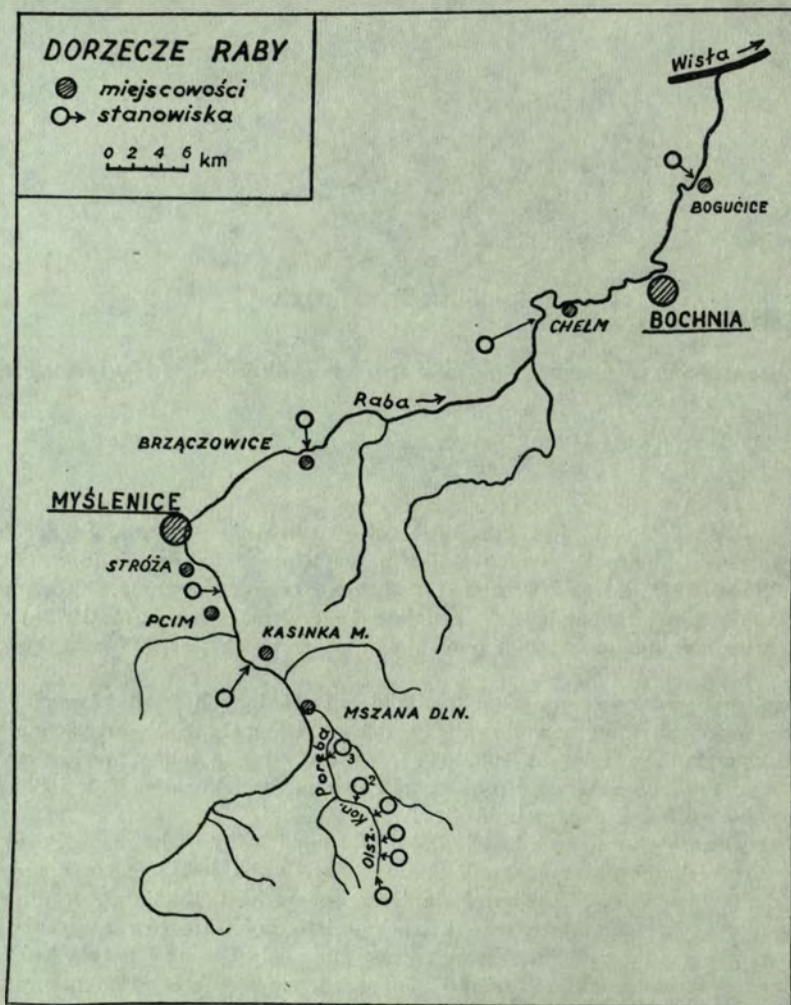 DORZECZE RABY
miejscowości
stanowiska
0 2 4 6 km
Wisła
BOGUĆICE
BOCHNIA
CHEŁM
Raba
BRZĄCZOWICE
MYŚLENICE
STRÓŻA
PCIM
KASINKA M.
MSZANA DLN.
Poręba
3
2
Kon.
Olsz.